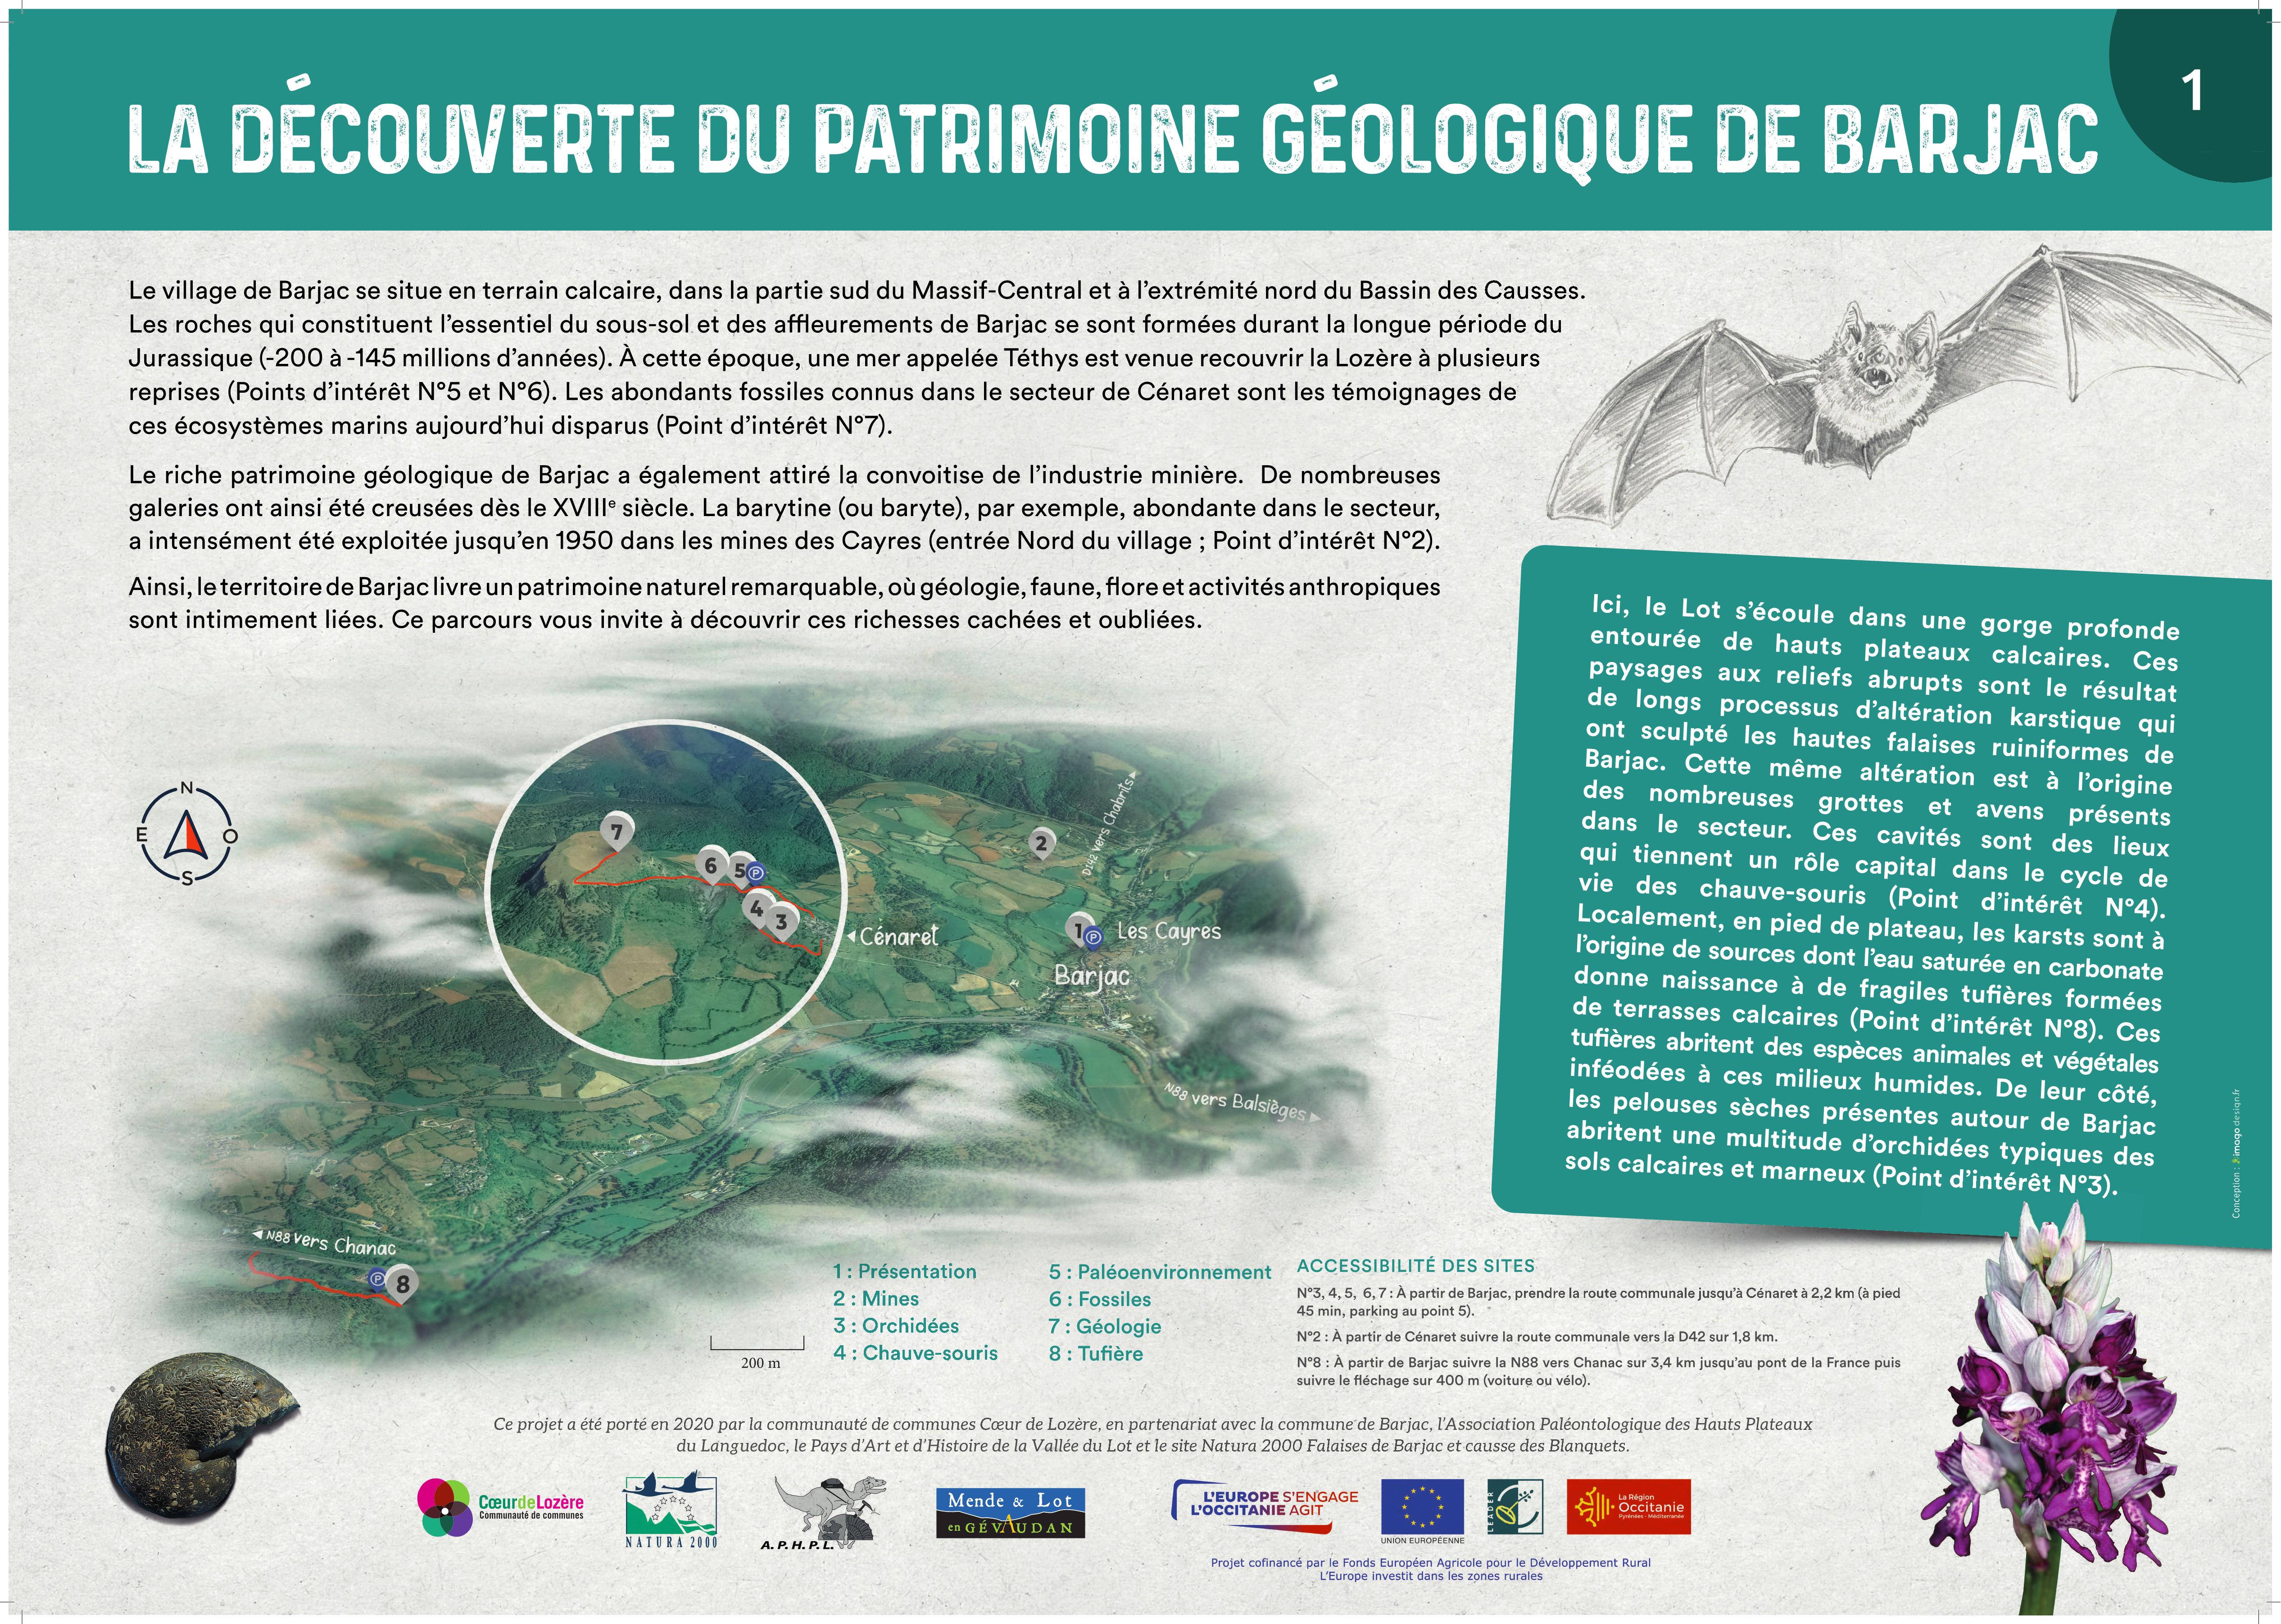 LA DÉCOUVERTE DU PATRIMOINE GÉOLOGIQUE DE BARJAC
1
Le village de Barjac se situe en terrain calcaire, dans la partie sud du Massif-Central et à l'extrémité nord du Bassin des Causses.
Les roches qui constituent l'essentiel du sous-sol et des affleurements de Barjac se sont formées durant la longue période du
Jurassique (-200 à -145 millions d'années). À cette époque, une mer appelée Téthys est venue recouvrir la Lozère à plusieurs
reprises (Points d'intérêt N°5 et N°6). Les abondants fossiles connus dans le secteur de Cénaret sont les témoignages de
ces écosystèmes marins aujourd'hui disparus (Point d'intérêt N°7).
Le riche patrimoine géologique de Barjac a également attiré la convoitise de l'industrie minière. De nombreuses
galeries ont ainsi été creusées dès le XVIIIᵉ siècle. La barytine (ou baryte), par exemple, abondante dans le secteur,
a intensément été exploitée jusqu'en 1950 dans les mines des Cayres (entrée Nord du village ; Point d'intérêt N°2).
Ainsi, le territoire de Barjac livre un patrimoine naturel remarquable, où géologie, faune, flore et activités anthropiques
sont intimement liées. Ce parcours vous invite à découvrir ces richesses cachées et oubliées.
Ici, le Lot s'écoule dans une gorge profonde
entourée de hauts plateaux calcaires. Ces
paysages aux reliefs abrupts sont le résultat
de longs processus d'altération karstique qui
ont sculpté les hautes falaises ruiniformes de
Barjac. Cette même altération est à l'origine
des nombreuses grottes et avens présents
dans le secteur. Ces cavités sont des lieux
qui tiennent un rôle capital dans le cycle de
vie des chauve-souris (Point d'intérêt N°4).
Localement, en pied de plateau, les karsts sont à
l'origine de sources dont l'eau saturée en carbonate
donne naissance à de fragiles tufières formées
de terrasses calcaires (Point d'intérêt N°8). Ces
tufières abritent des espèces animales et végétales
inféodées à ces milieux humides. De leur côté,
les pelouses sèches présentes autour de Barjac
abritent une multitude d'orchidées typiques des
sols calcaires et marneux (Point d'intérêt N°3).
Conception : imago design.fr
N
E O
S
7
6 5 P
4 3
2
D142 vers Chabrits
Cénaret
1 P
Les Cayres
Barjac
N88 vers Balsièges
N88 vers Chanac
P 8
200 m
1 : Présentation
2 : Mines
3 : Orchidées
4 : Chauve-souris
5 : Paléoenvironnement
6 : Fossiles
7 : Géologie
8 : Tufière
ACCESSIBILITÉ DES SITES
N°3, 4, 5, 6, 7 : À partir de Barjac, prendre la route communale jusqu'à Cénaret à 2,2 km (à pied
45 min, parking au point 5).
N°2 : À partir de Cénaret suivre la route communale vers la D42 sur 1,8 km.
N°8 : À partir de Barjac suivre la N88 vers Chanac sur 3,4 km jusqu'au pont de la France puis
suivre le fléchage sur 400 m (voiture ou vélo).
Ce projet a été porté en 2020 par la communauté de communes Cœur de Lozère, en partenariat avec la commune de Barjac, l'Association Paléontologique des Hauts Plateaux
du Languedoc, le Pays d'Art et d'Histoire de la Vallée du Lot et le site Natura 2000 Falaises de Barjac et causse des Blanquets.
CœurdeLozère
Communauté de communes
NATURA 2000
A.P.H.P.L.
Mende & Lot
en GÉVAUDAN
L'EUROPE S'ENGAGE
L'OCCITANIE AGIT
UNION EUROPÉENNE
LEADER
La Région
Occitanie
Pyrénées - Méditerranée
Projet cofinancé par le Fonds Européen Agricole pour le Développement Rural
L'Europe investit dans les zones rurales